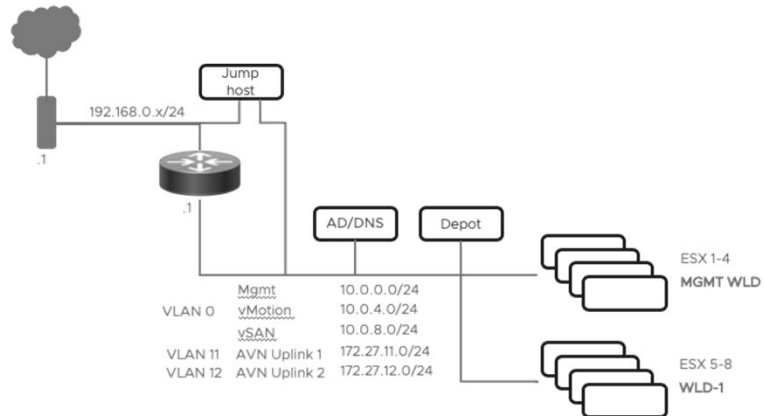 Jump
host
192.168.0.x/24
.1
.1
AD/DNS
Depot
ESX 1-4
MGMT WLD
Mgmt 10.0.0.0/24
VLAN 0 vMotion 10.0.4.0/24
vSAN 10.0.8.0/24
VLAN 11 AVN Uplink 1 172.27.11.0/24
VLAN 12 AVN Uplink 2 172.27.12.0/24
ESX 5-8
WLD-1